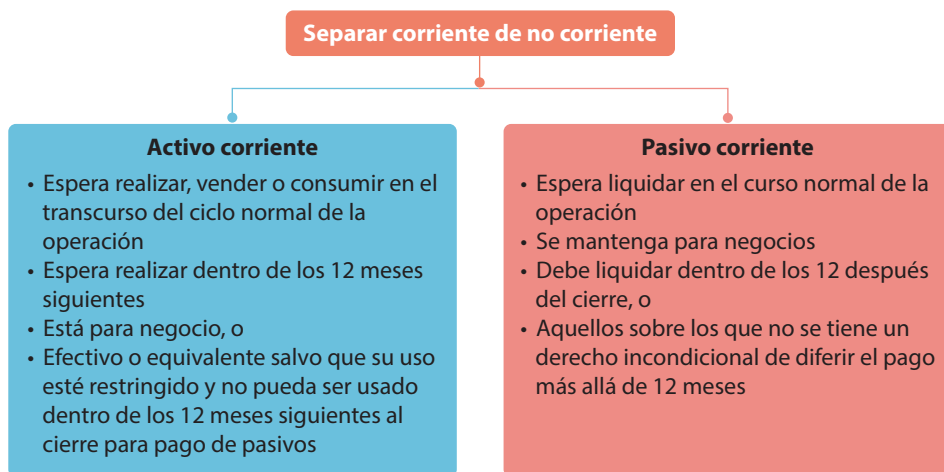 Separar corriente de no corriente
Activo corriente
• Espera realizar, vender o consumir en el
transcurso del ciclo normal de la
operación
• Espera realizar dentro de los 12 meses
siguientes
• Está para negocio, o
• Efectivo o equivalente salvo que su uso
esté restringido y no pueda ser usado
dentro de los 12 meses siguientes al
cierre para pago de pasivos
Pasivo corriente
• Espera liquidar en el curso normal de la
operación
• Se mantenga para negocios
• Debe liquidar dentro de los 12 después
del cierre, o
• Aquellos sobre los que no se tiene un
derecho incondicional de diferir el pago
más allá de 12 meses